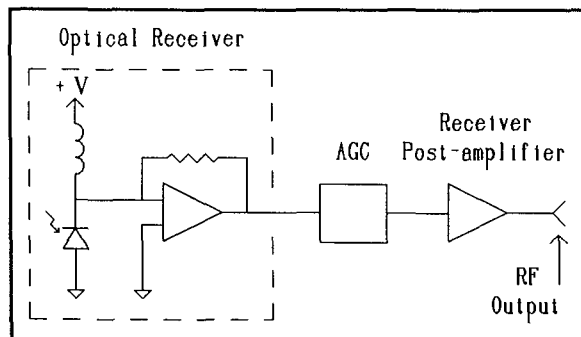 Optical Receiver
+ V
Receiver
AGC
Post-amplifier
RF
Output